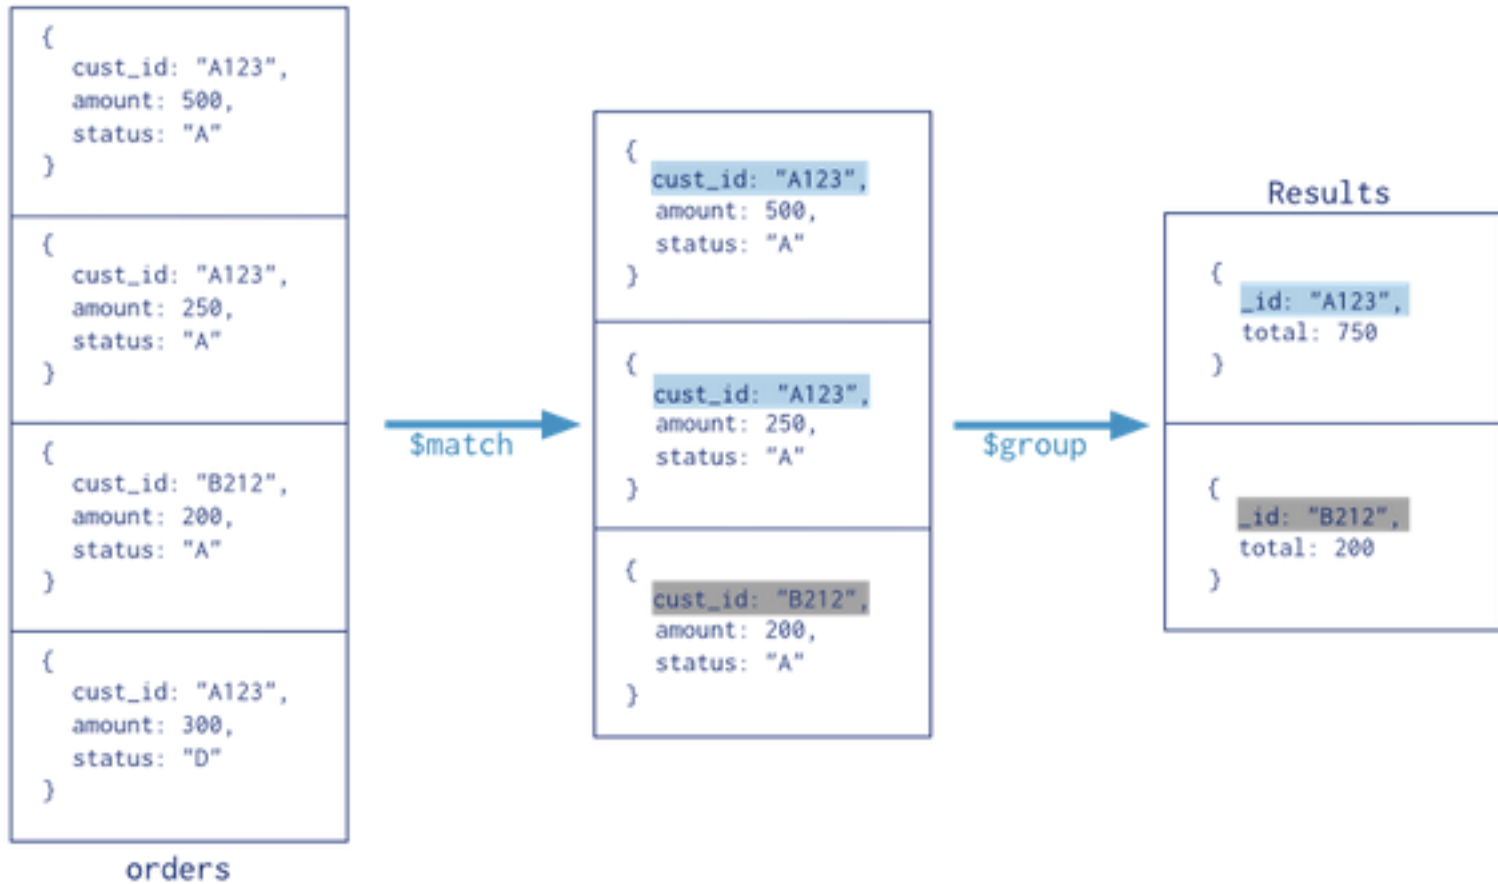 {
cust_id: "A123",
amount: 500,
status: "A"
}
{
cust_id: "A123",
amount: 250,
status: "A"
}
{
cust_id: "B212",
amount: 200,
status: "A"
}
{
cust_id: "A123",
amount: 300,
status: "D"
}
orders
$match
{
cust_id: "A123",
amount: 500,
status: "A"
}
{
cust_id: "A123",
amount: 250,
status: "A"
}
{
cust_id: "B212",
amount: 200,
status: "A"
}
$group
Results
{
_id: "A123",
total: 750
}
{
_id: "B212",
total: 200
}